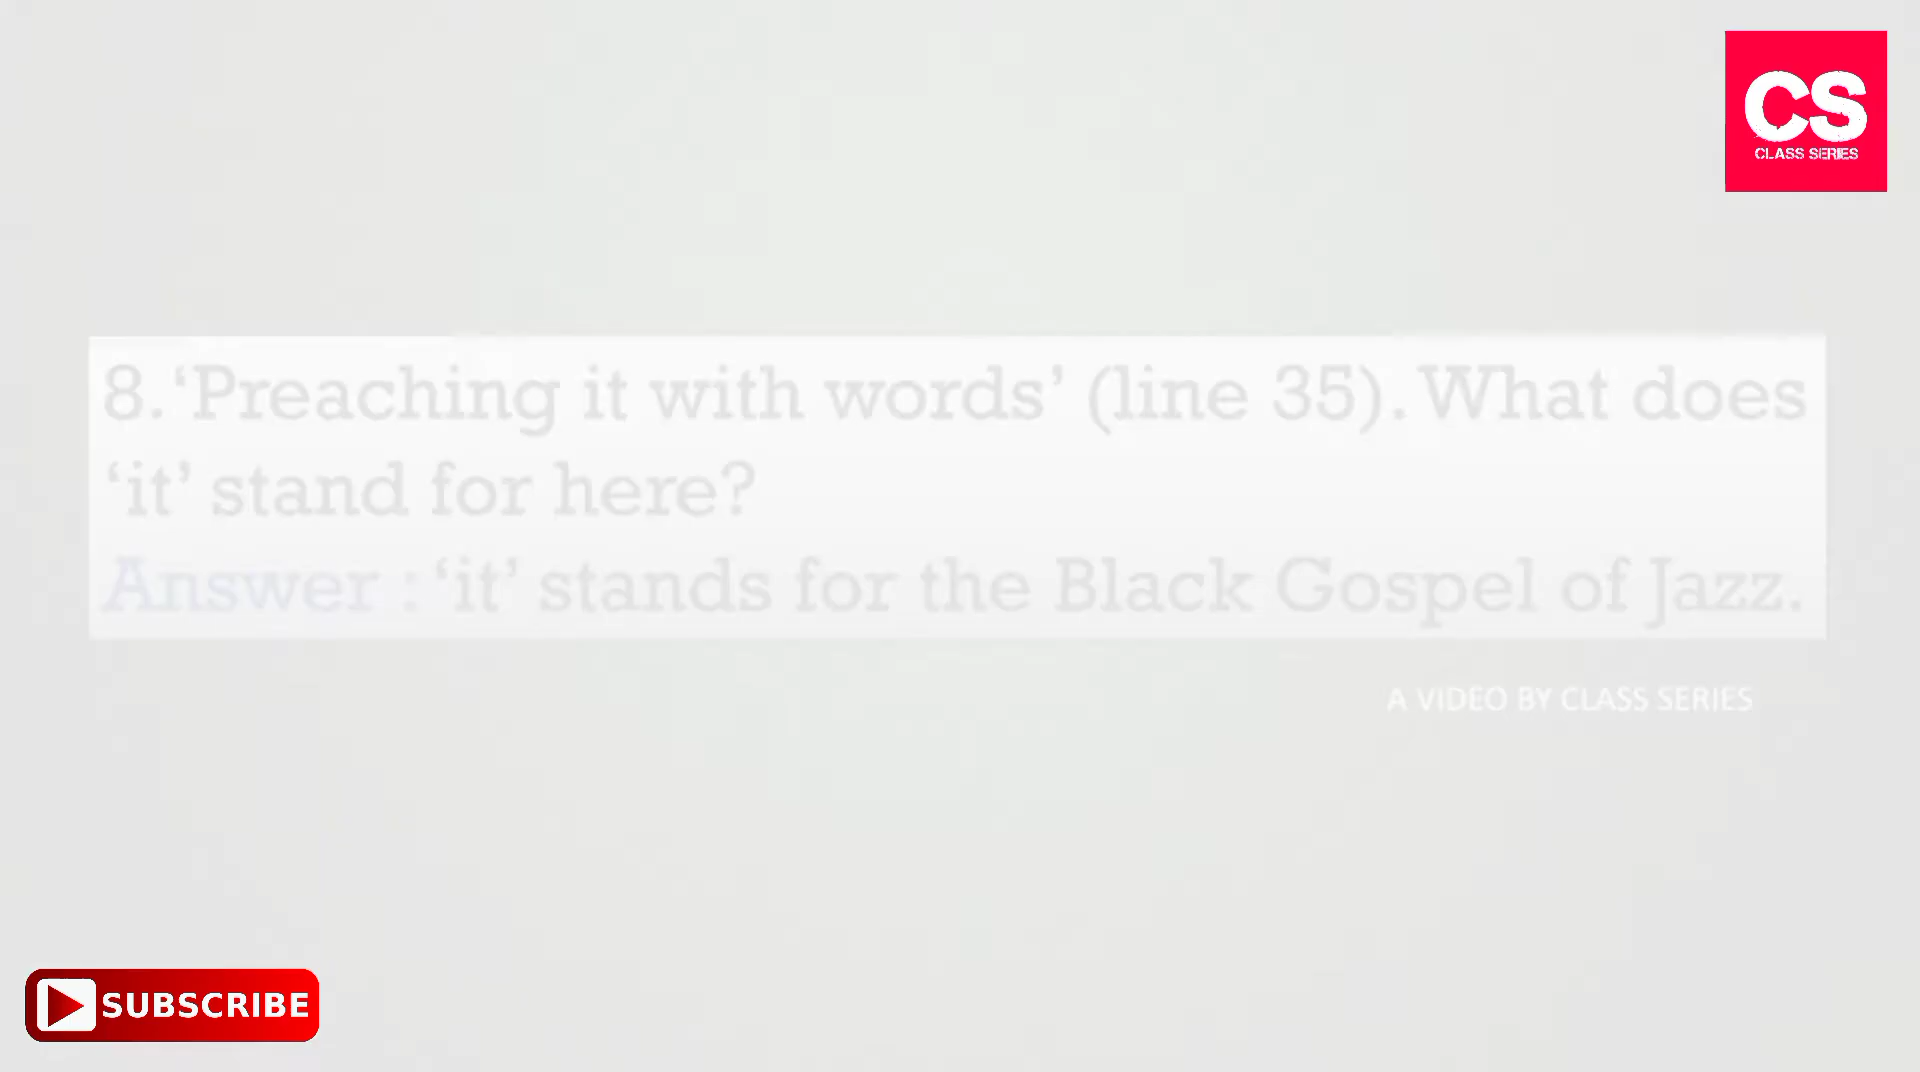 CS
CLASS SERIES
8. ‘Preaching it with words’ (line 35). What does
‘it’ stand for here?
Answer : ‘it’ stands for the Black Gospel of Jazz.
A VIDEO BY CLASS SERIES
SUBSCRIBE